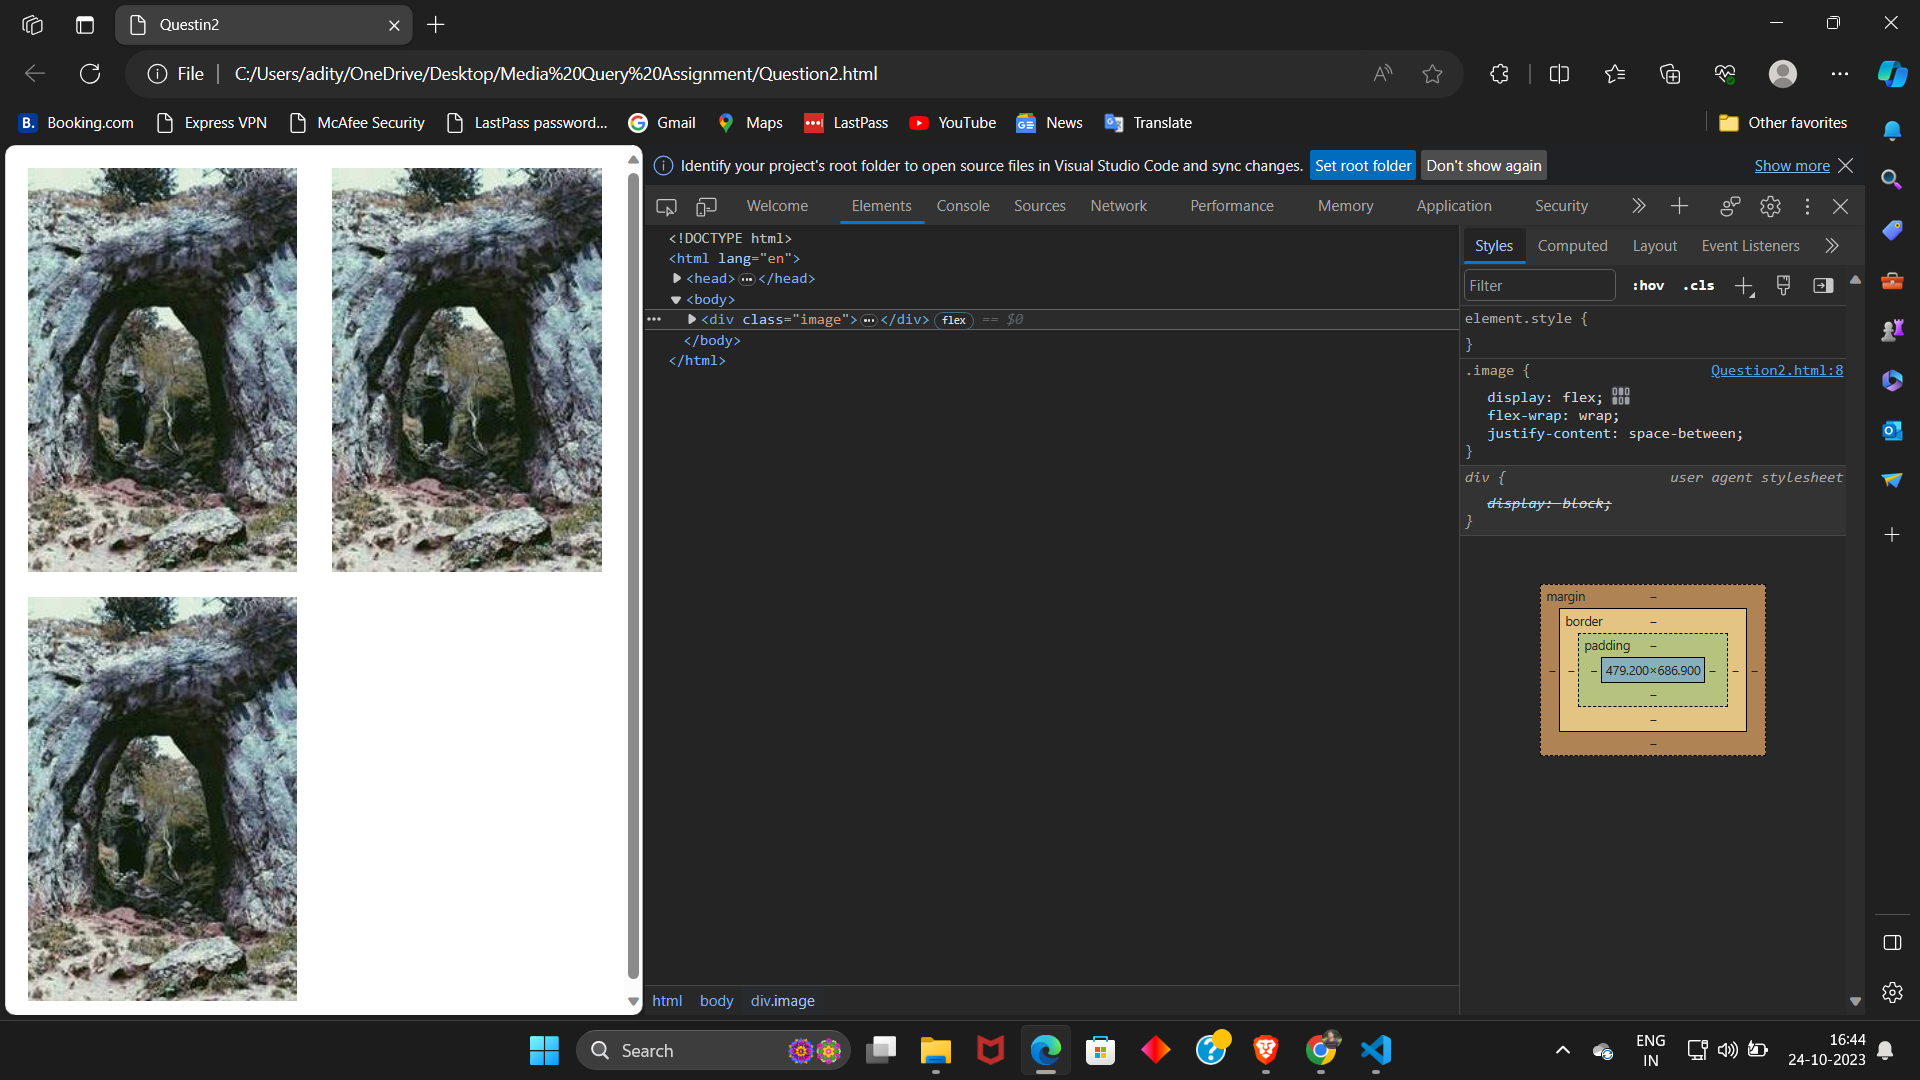 Questin2
File
C:/Users/adity/OneDrive/Desktop/Media%20Query%20Assignment/Question2.html
Booking.com
Express VPN
McAfee Security
LastPass password...
Gmail
Maps
LastPass
YouTube
News
Translate
Other favorites
Identify your project's root folder to open source files in Visual Studio Code and sync changes.
Set root folder
Don't show again
Show more
Welcome
Elements
Console
Sources
Network
Performance
Memory
Application
Security
<!DOCTYPE html>
<html lang="en">
<head>
</head>
<body>
<div class="image">
</div>
flex
== $0
</body>
</html>
html
body
div.image
Styles
Computed
Layout
Event Listeners
Filter
:hov
.cls
element.style {
}
.image {
Question2.html:8
display: flex;
flex-wrap: wrap;
justify-content: space-between;
}
div {
user agent stylesheet
display: block;
}
margin
–
border
–
padding
–
– – – 479.200×686.900 – – –
–
–
–
Search
ENG
IN
16:44
24-10-2023